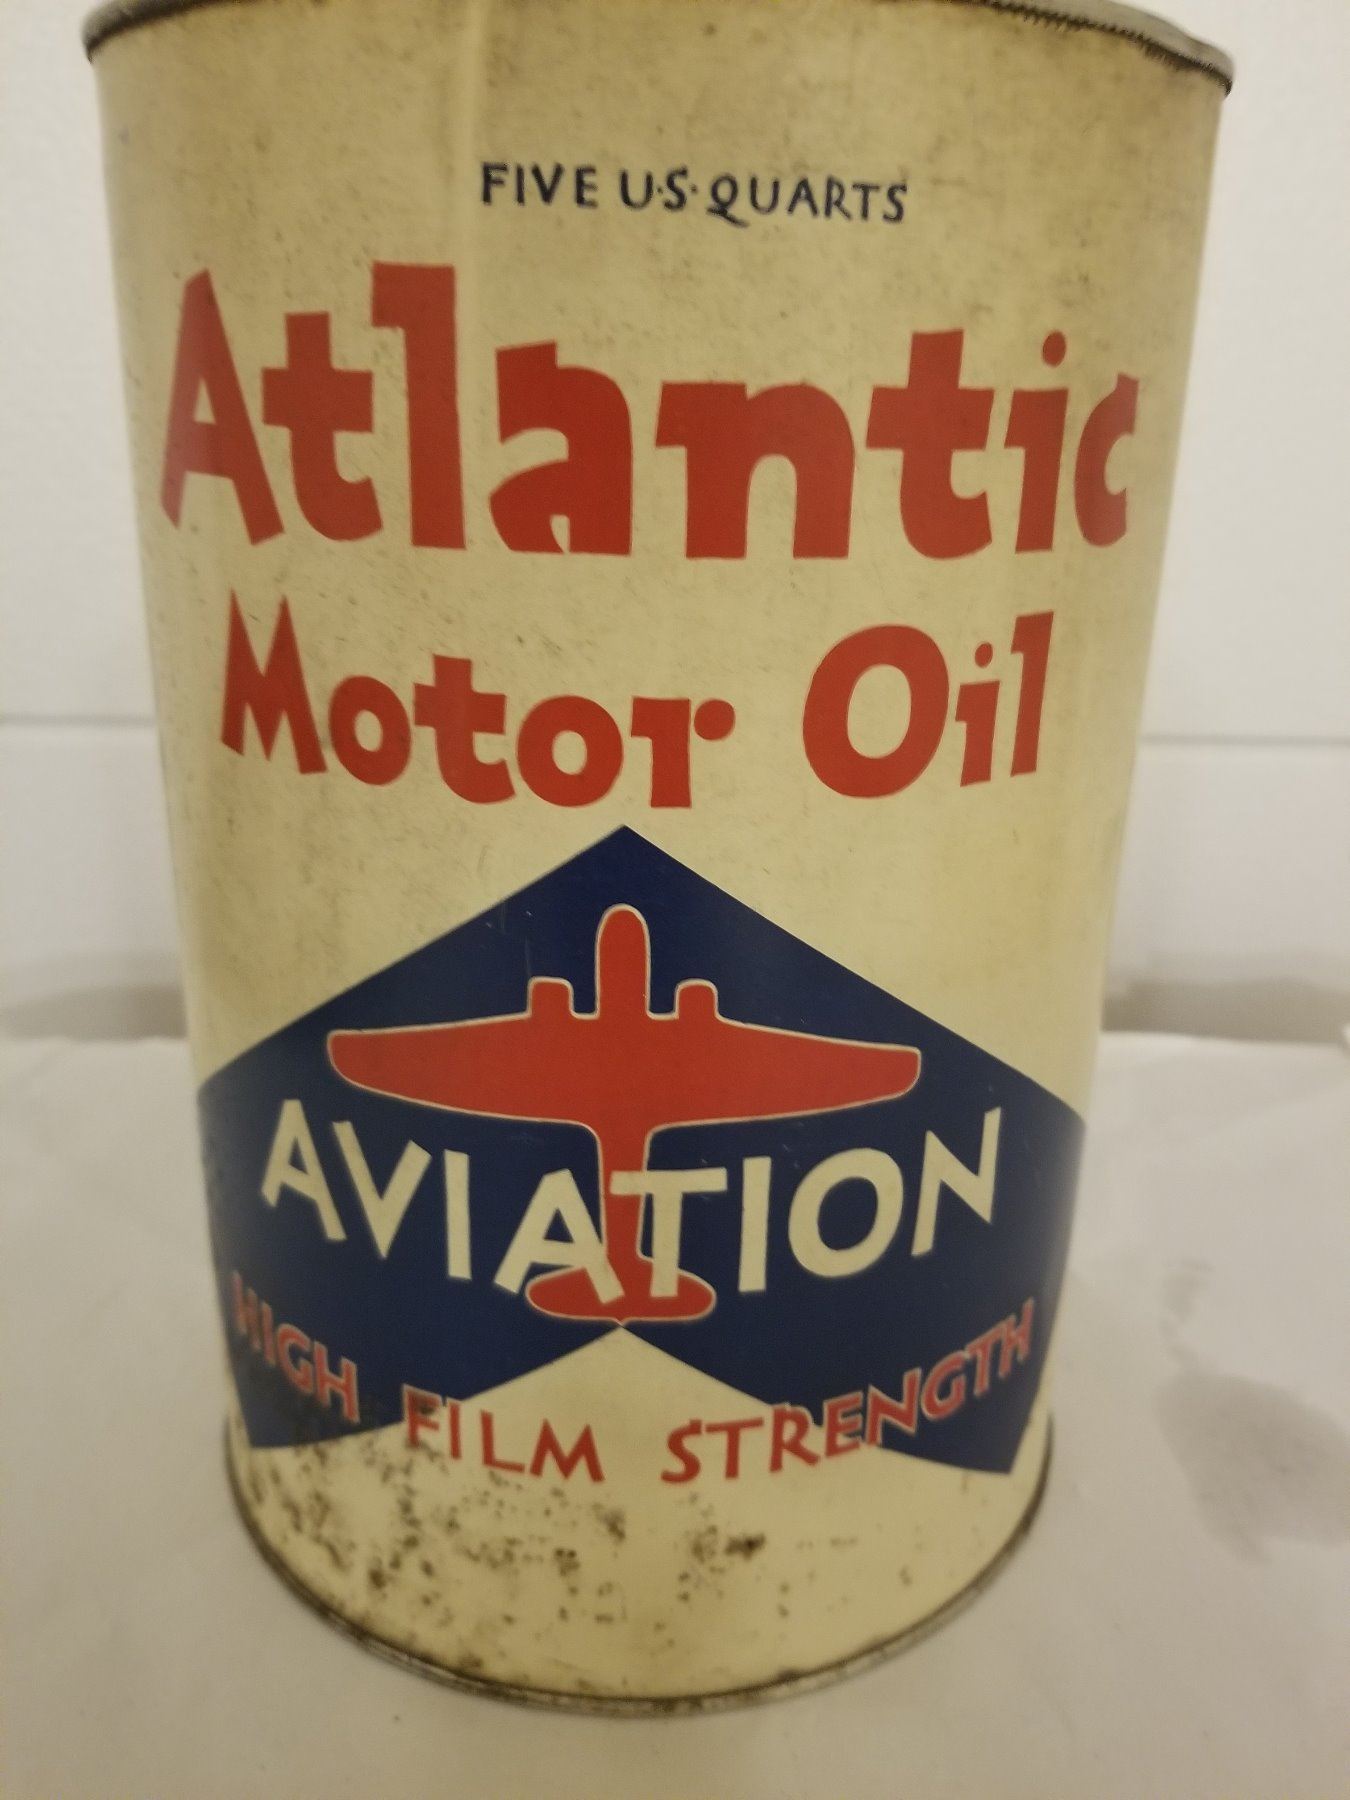 FIVE U·S· QUARTS
Atlantic
Motor Oil
AVIATION
HIGH FILM STRENGTH